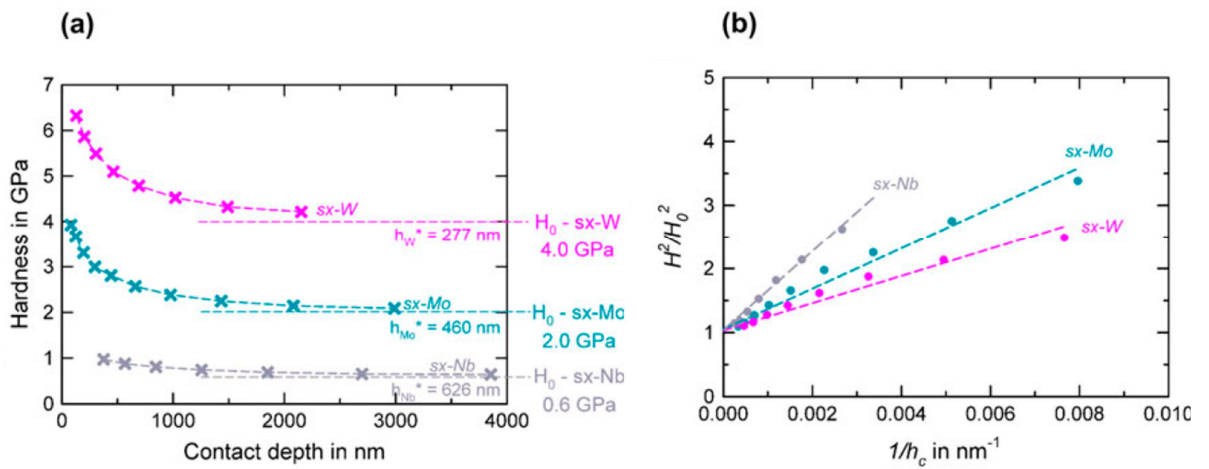 (a)
7
6
5
4
3
2
1
0
Hardness in GPa
0 1000 2000 3000 4000
Contact depth in nm
sx-W
h_W* = 277 nm
H₀ - sx-W
4.0 GPa
sx-Mo
h_Mo* = 460 nm
H₀ - sx-Mo
2.0 GPa
sx-Nb
h_Nb* = 626 nm
H₀ - sx-Nb
0.6 GPa
(b)
5
4
3
2
1
0
H²/H₀²
0.000 0.002 0.004 0.006 0.008 0.010
1/h_c in nm⁻¹
sx-Nb
sx-Mo
sx-W